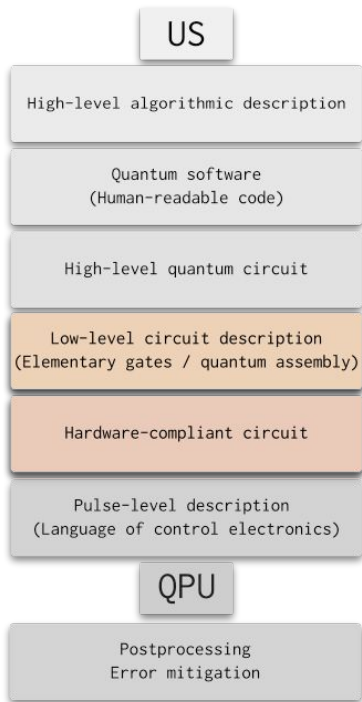 US
High-level algorithmic description
Quantum software
(Human-readable code)
High-level quantum circuit
Low-level circuit description
(Elementary gates / quantum assembly)
Hardware-compliant circuit
Pulse-level description
(Language of control electronics)
QPU
Postprocessing
Error mitigation